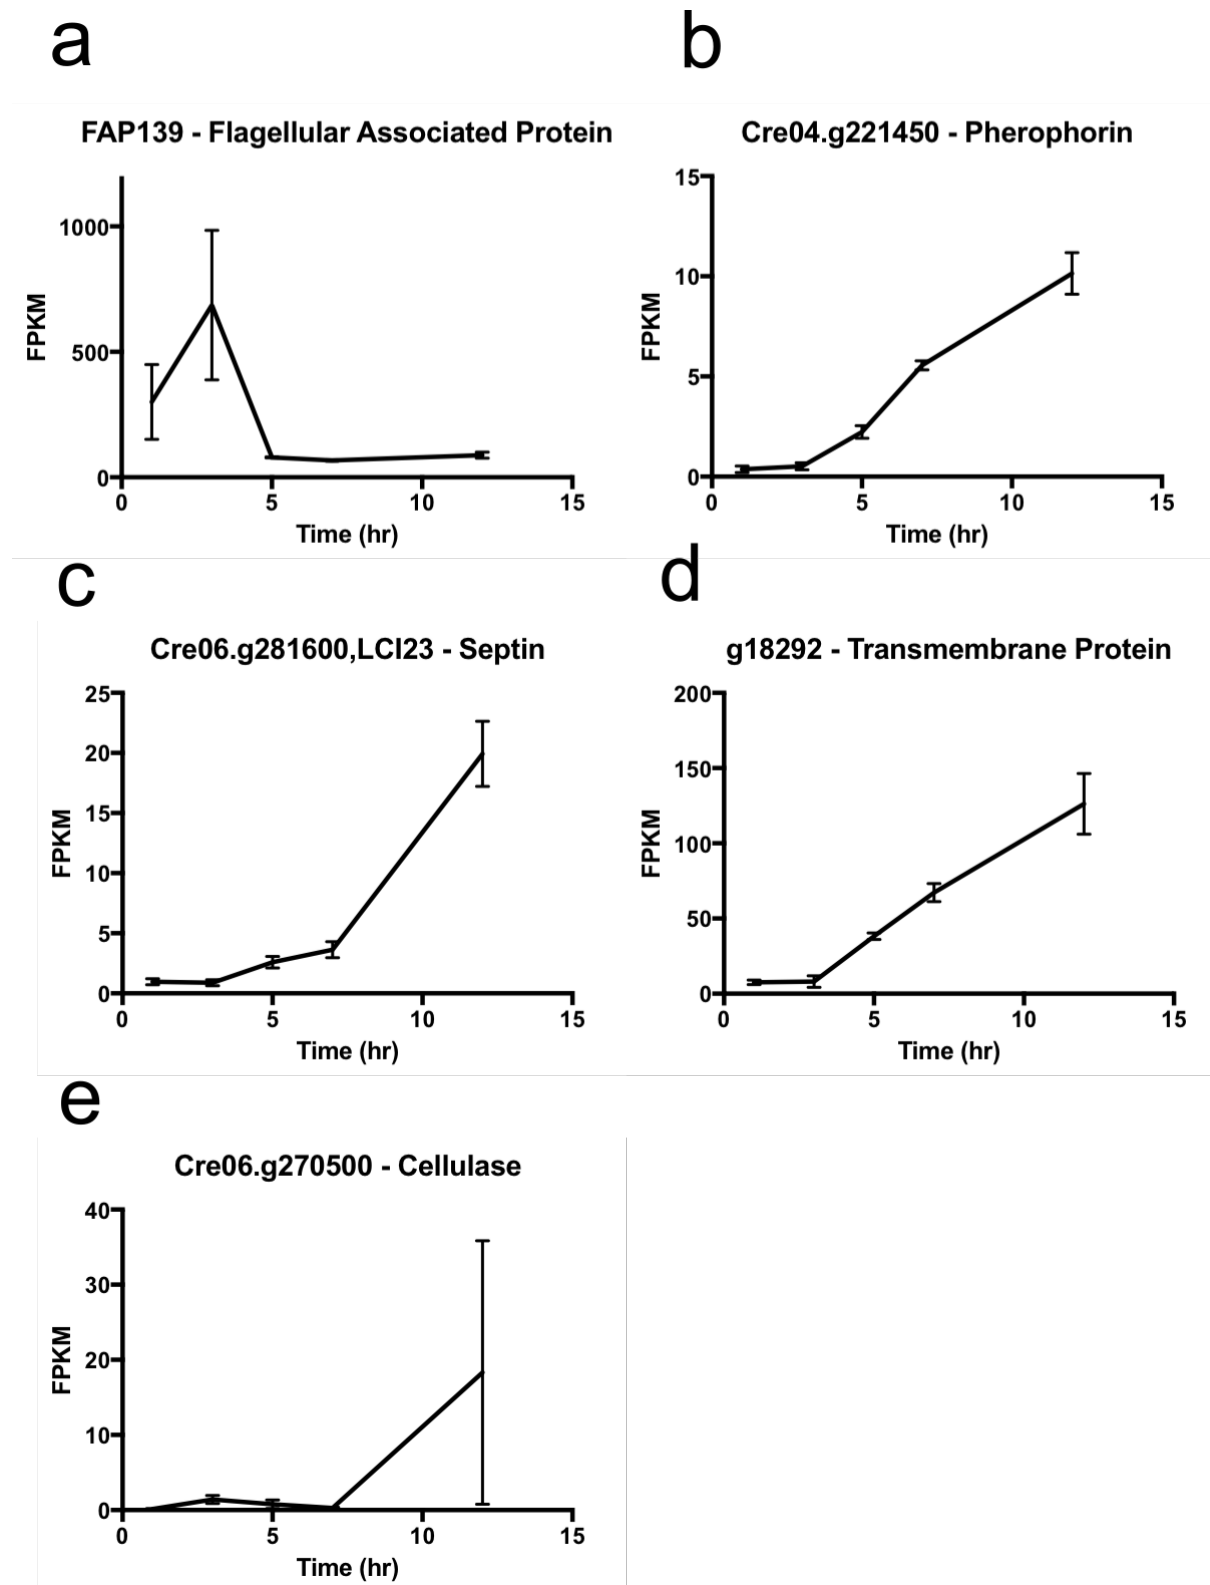 a
FAP139 - Flagellular Associated Protein
FPKM
1000
500
0
0 5 10 15
Time (hr)
b
Cre04.g221450 - Pherophorin
FPKM
15
10
5
0
0 5 10 15
Time (hr)
c
Cre06.g281600,LCI23 - Septin
FPKM
25
20
15
10
5
0
0 5 10 15
Time (hr)
d
g18292 - Transmembrane Protein
FPKM
200
150
100
50
0
0 5 10 15
Time (hr)
e
Cre06.g270500 - Cellulase
FPKM
40
30
20
10
0
0 5 10 15
Time (hr)